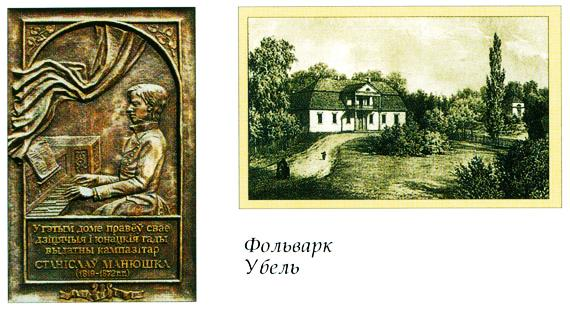 У гэтым доме правёў свае
дзіцячыя і юнацкія гады
выдатны кампазітар
СТАНІСЛАЎ МАНЮШКА
(1819-1872гг.)
Фольварк
Убель